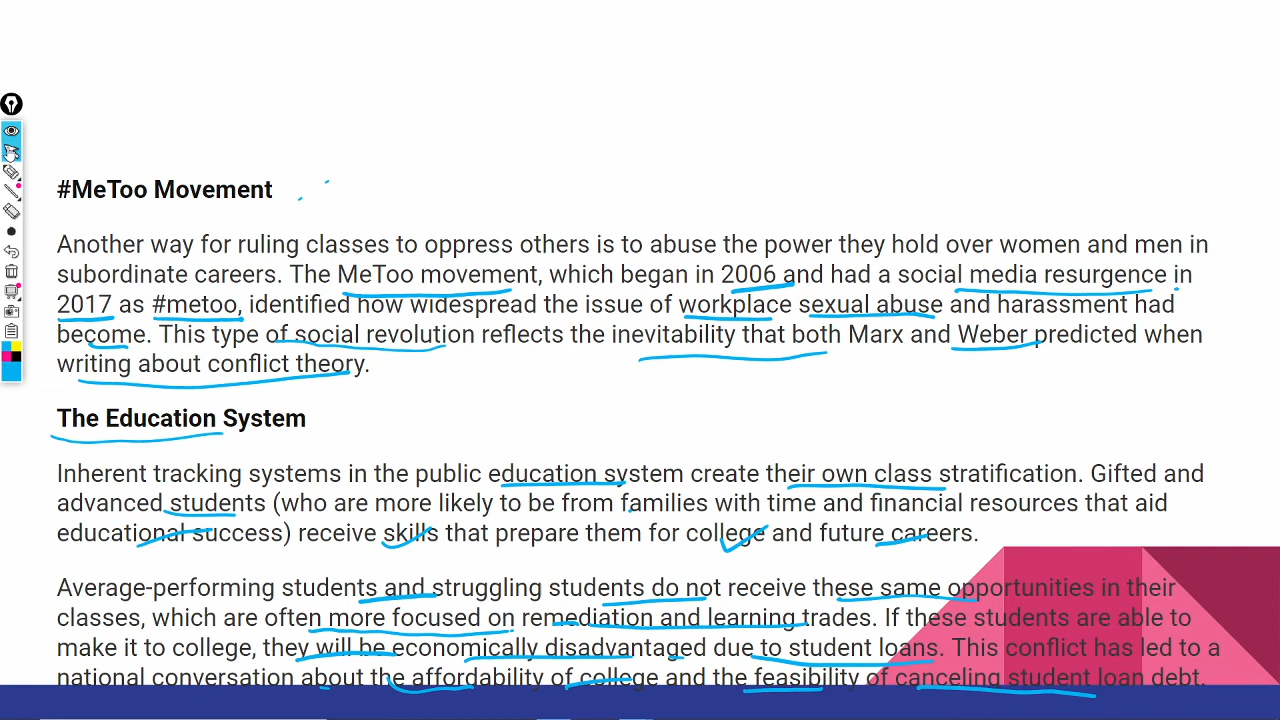 #MeToo Movement
Another way for ruling classes to oppress others is to abuse the power they hold over women and men in
subordinate careers. The MeToo movement, which began in 2006 and had a social media resurgence in
2017 as #metoo, identified how widespread the issue of workplace sexual abuse and harassment had
become. This type of social revolution reflects the inevitability that both Marx and Weber predicted when
writing about conflict theory.
The Education System
Inherent tracking systems in the public education system create their own class stratification. Gifted and
advanced students (who are more likely to be from families with time and financial resources that aid
educational success) receive skills that prepare them for college and future careers.
Average-performing students and struggling students do not receive these same opportunities in their
classes, which are often more focused on remediation and learning trades. If these students are able to
make it to college, they will be economically disadvantaged due to student loans. This conflict has led to a
national conversation about the affordability of college and the feasibility of canceling student loan debt.